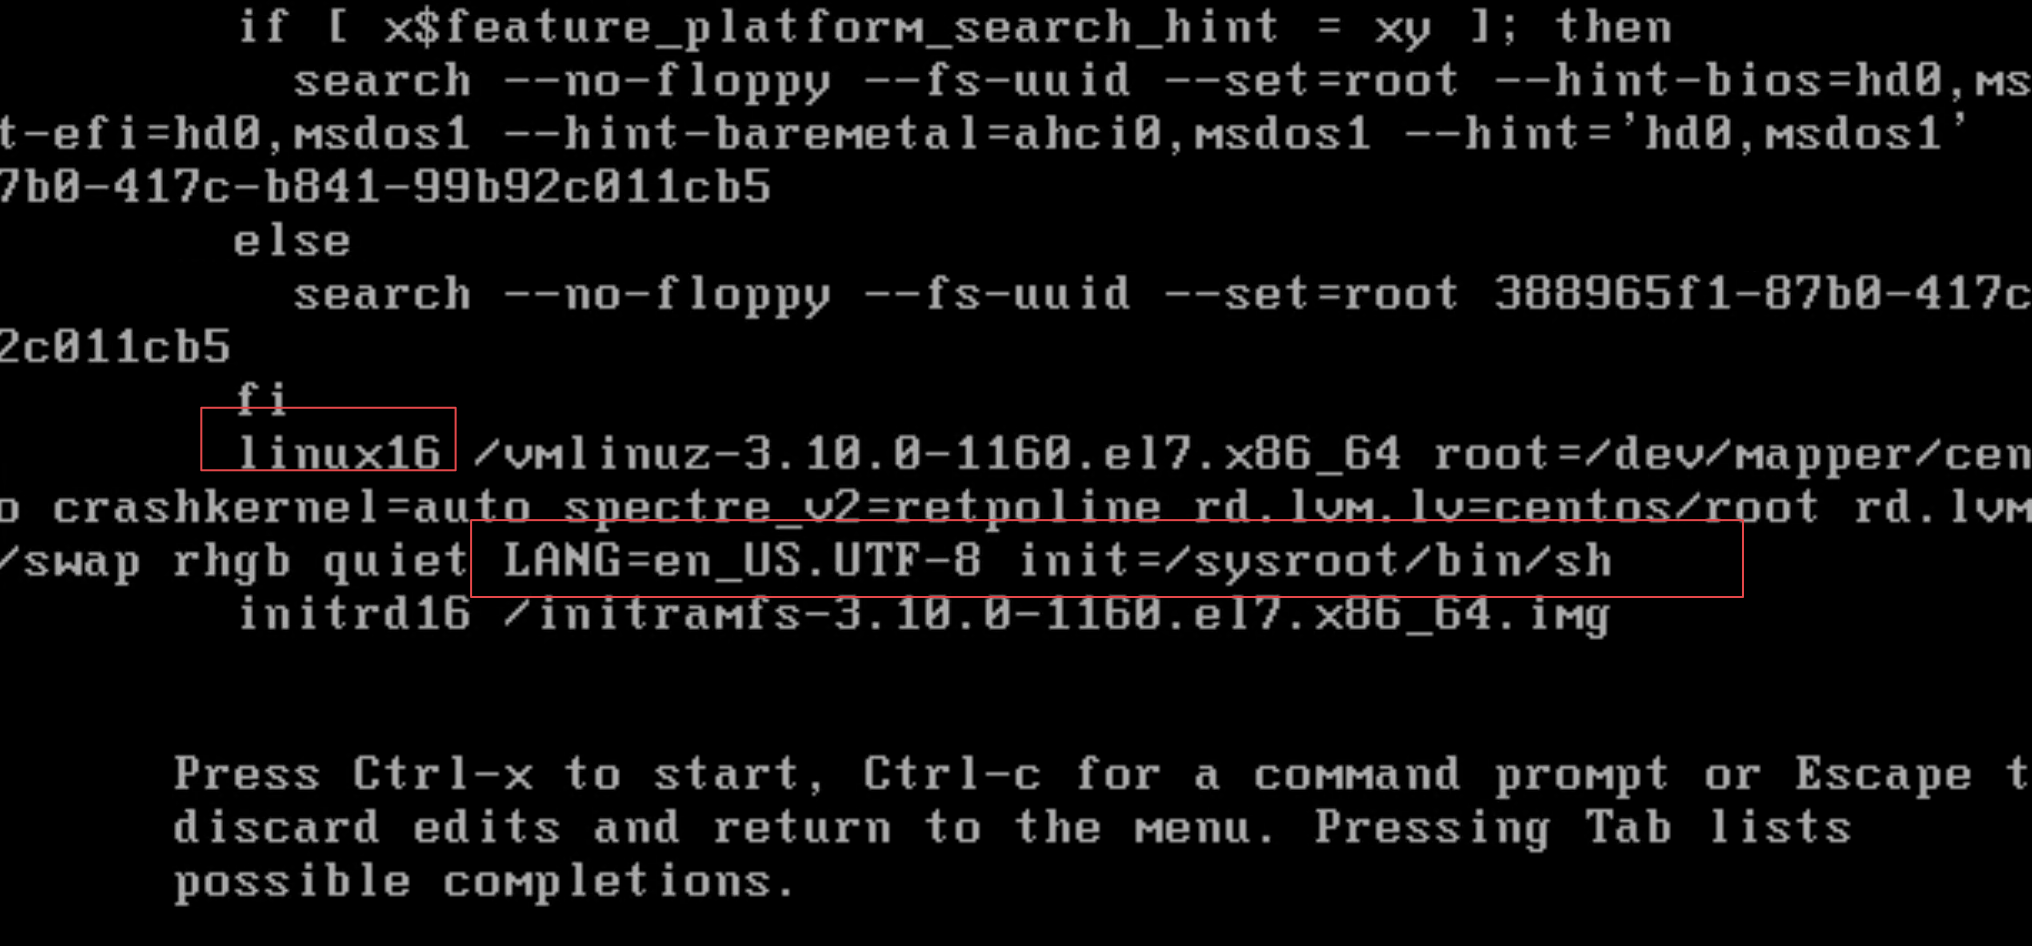 if [ x$feature_platform_search_hint = xy ]; then
search --no-floppy --fs-uuid --set=root --hint-bios=hd0,ms
t-efi=hd0,msdos1 --hint-baremetal=ahci0,msdos1 --hint='hd0,msdos1'
7b0-417c-b841-99b92c011cb5
else
search --no-floppy --fs-uuid --set=root 388965f1-87b0-417c
2c011cb5
fi
linux16 /vmlinuz-3.10.0-1160.el7.x86_64 root=/dev/mapper/cen
o crashkernel=auto spectre_v2=retpoline rd.lvm.lv=centos/root rd.lvm
/swap rhgb quiet LANG=en_US.UTF-8 init=/sysroot/bin/sh
initrd16 /initramfs-3.10.0-1160.el7.x86_64.img
Press Ctrl-x to start, Ctrl-c for a command prompt or Escape t
discard edits and return to the menu. Pressing Tab lists
possible completions.